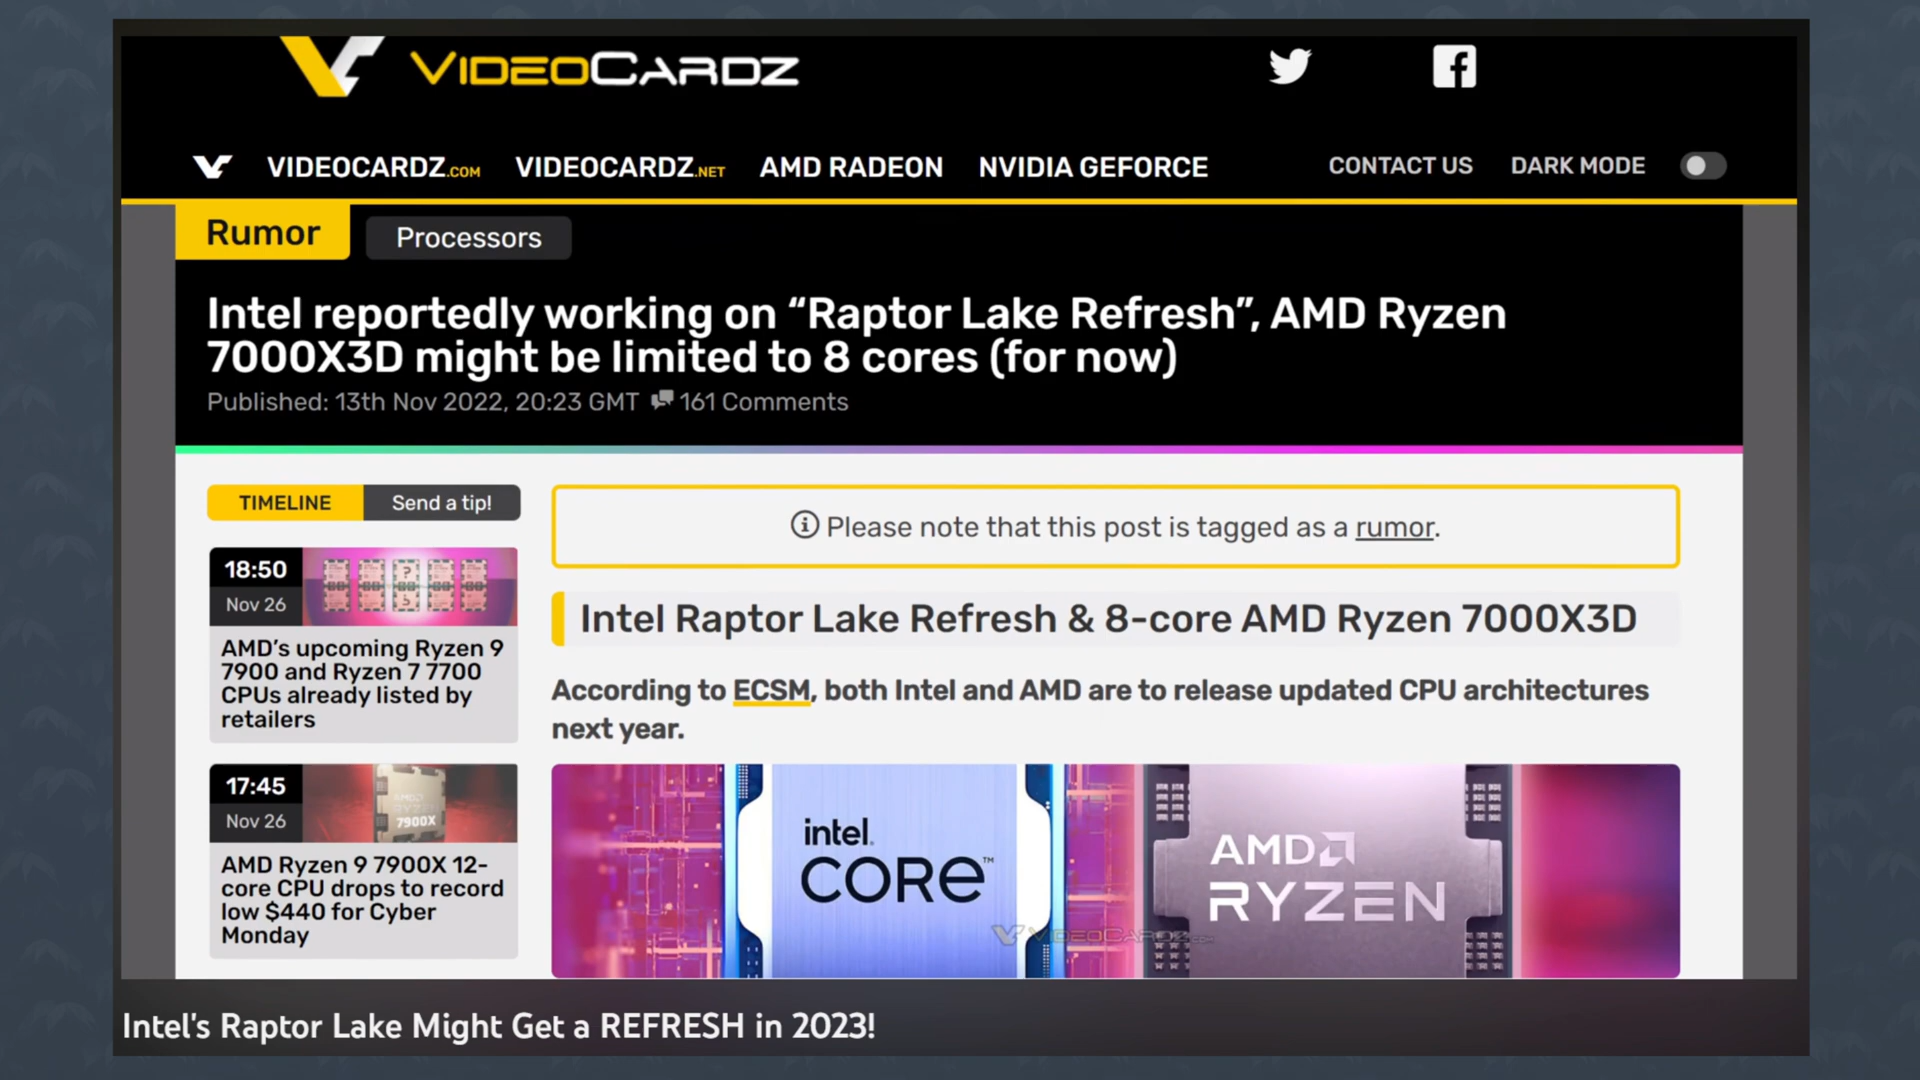 VIDEOCARDZ
VIDEOCARDZ.COM VIDEOCARDZ.NET AMD RADEON NVIDIA GEFORCE CONTACT US DARK MODE
Rumor Processors
Intel reportedly working on “Raptor Lake Refresh”, AMD Ryzen
7000X3D might be limited to 8 cores (for now)
Published: 13th Nov 2022, 20:23 GMT 161 Comments
TIMELINE Send a tip!
18:50
Nov 26
AMD’s upcoming Ryzen 9
7900 and Ryzen 7 7700
CPUs already listed by
retailers
17:45
Nov 26
AMD
RYZEN
7900X
AMD Ryzen 9 7900X 12-
core CPU drops to record
low $440 for Cyber
Monday
Please note that this post is tagged as a rumor.
Intel Raptor Lake Refresh & 8-core AMD Ryzen 7000X3D
According to ECSM, both Intel and AMD are to release updated CPU architectures
next year.
intel.
CORE™
AMD
RYZEN
VIDEOCARDZ.COM
Intel's Raptor Lake Might Get a REFRESH in 2023!